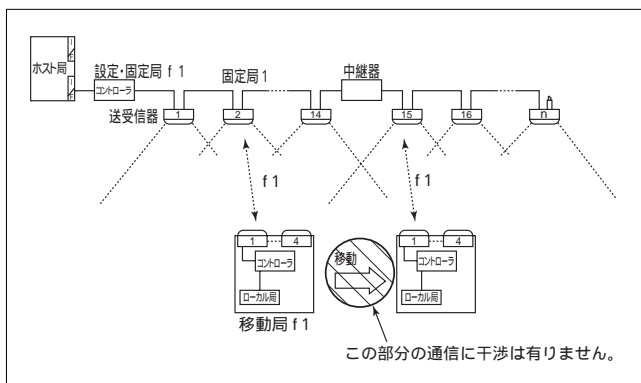 ホスト局
I
F
I
F
設定・固定局 f 1
コントローラ
送受信器
固定局 1
中継器
1
2
14
15
16
n
f 1
f 1
1
4
コントローラ
ローカル局
移動局 f 1
移動
1
4
コントローラ
ローカル局
この部分の通信に干渉は有りません。